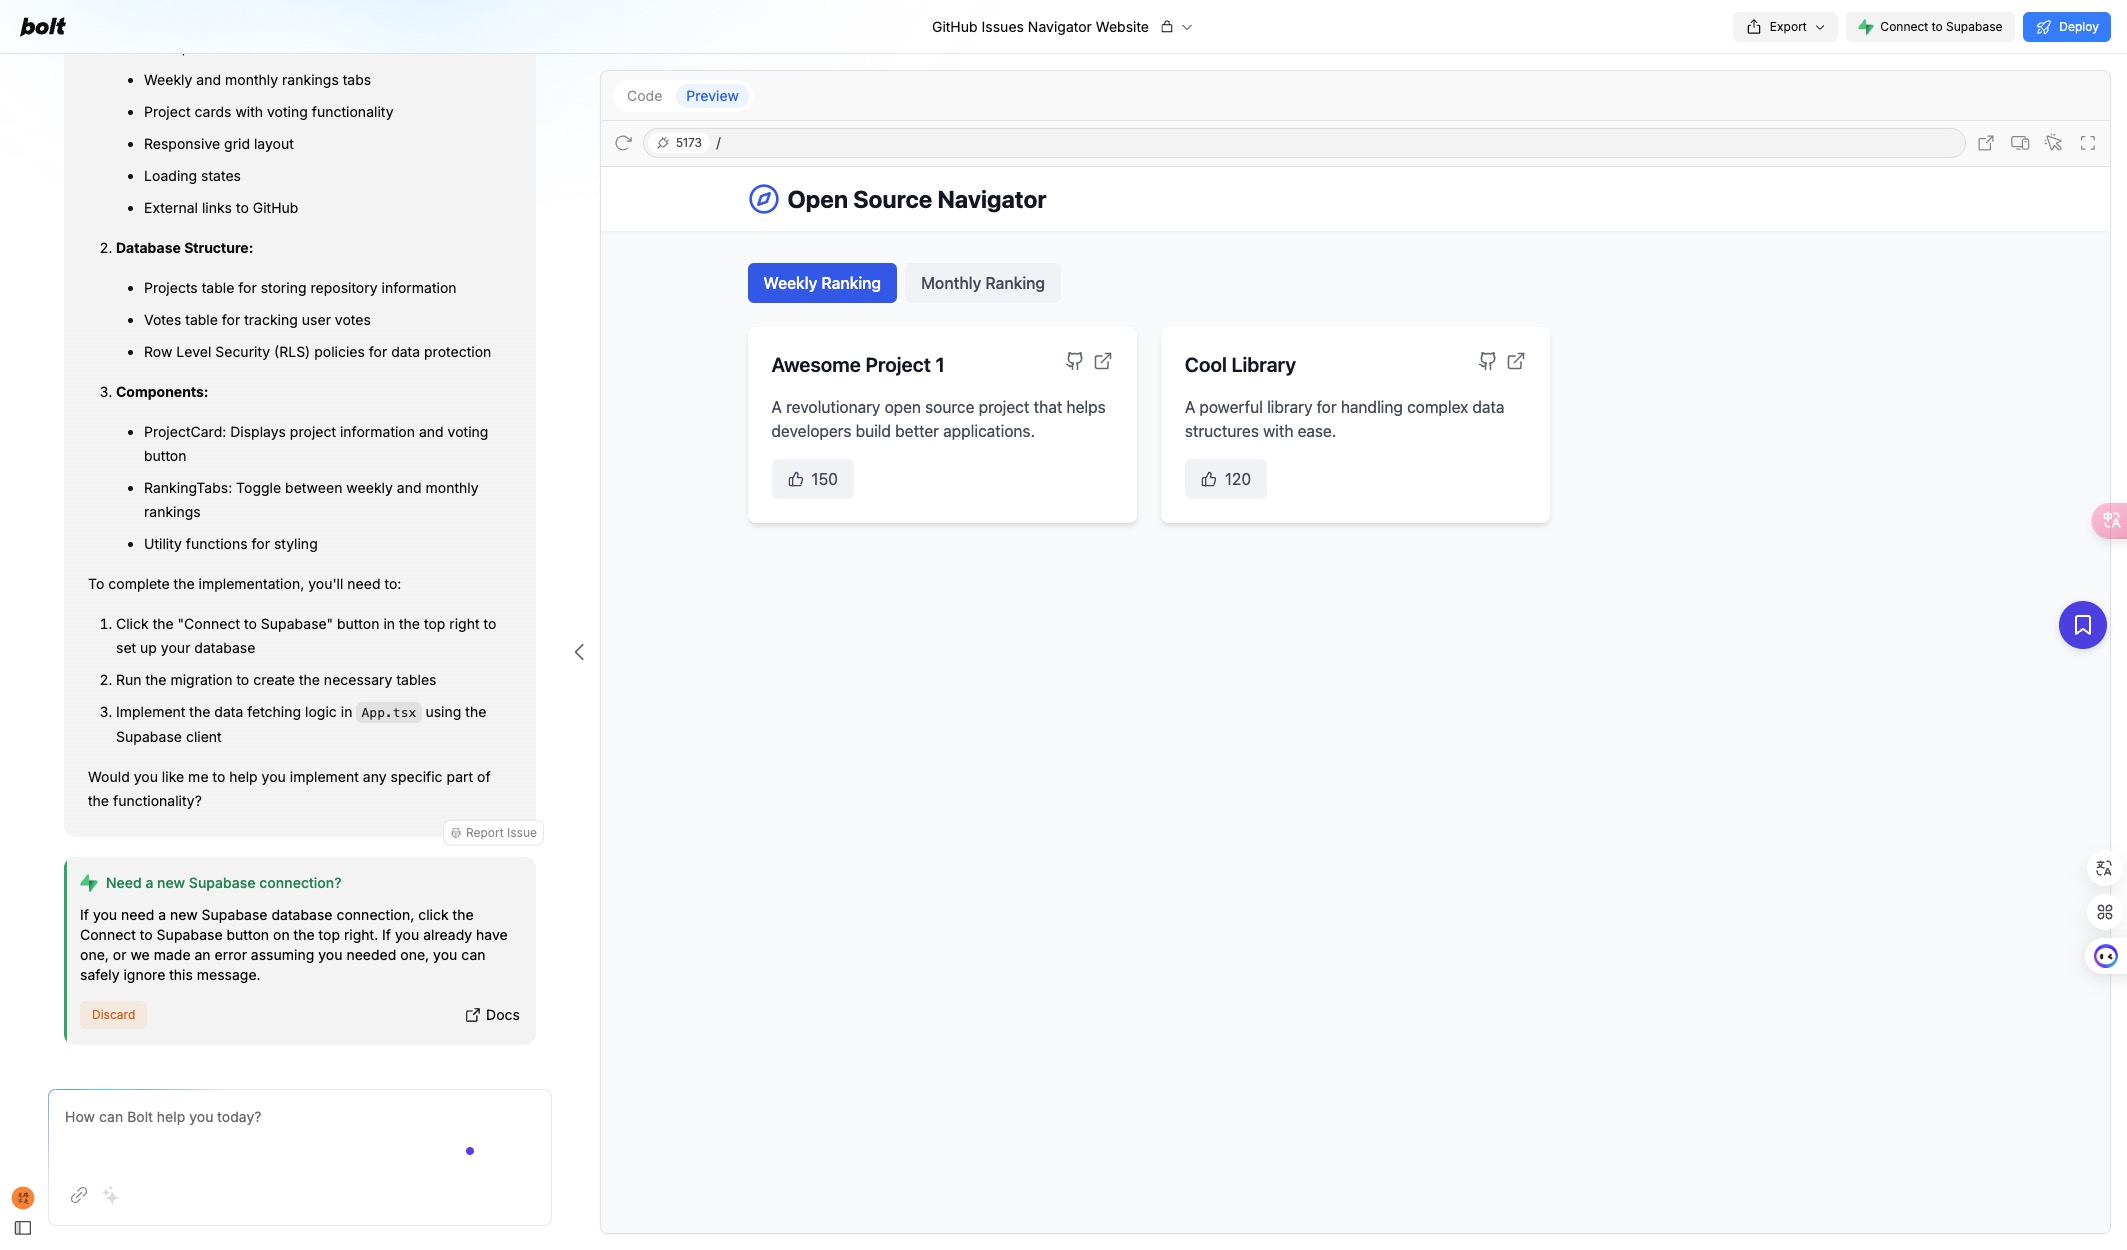 bolt
GitHub Issues Navigator Website
Export
Connect to Supabase
Deploy
• Weekly and monthly rankings tabs
• Project cards with voting functionality
• Responsive grid layout
• Loading states
• External links to GitHub
2. Database Structure:
• Projects table for storing repository information
• Votes table for tracking user votes
• Row Level Security (RLS) policies for data protection
3. Components:
• ProjectCard: Displays project information and voting
button
• RankingTabs: Toggle between weekly and monthly
rankings
• Utility functions for styling
To complete the implementation, you'll need to:
1. Click the "Connect to Supabase" button in the top right to
set up your database
2. Run the migration to create the necessary tables
3. Implement the data fetching logic in App.tsx using the
Supabase client
Would you like me to help you implement any specific part of
the functionality?
Report Issue
Need a new Supabase connection?
If you need a new Supabase database connection, click the
Connect to Supabase button on the top right. If you already have
one, or we made an error assuming you needed one, you can
safely ignore this message.
Discard
Docs
How can Bolt help you today?
Code
Preview
5173
/
Open Source Navigator
Weekly Ranking
Monthly Ranking
Awesome Project 1
A revolutionary open source project that helps
developers build better applications.
150
Cool Library
A powerful library for handling complex data
structures with ease.
120